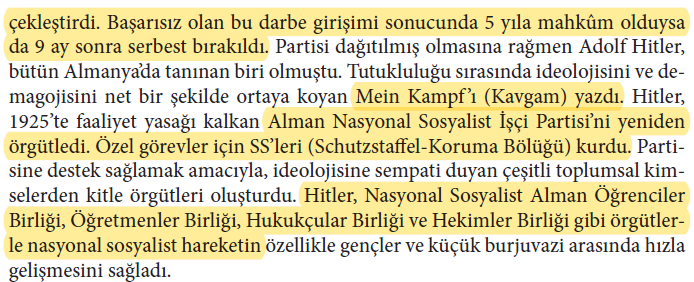 çekleştirdi. Başarısız olan bu darbe girişimi sonucunda 5 yıla mahkûm olduysa
da 9 ay sonra serbest bırakıldı. Partisi dağıtılmış olmasına rağmen Adolf Hitler,
bütün Almanya’da tanınan biri olmuştu. Tutukluluğu sırasında ideolojisini ve de-
magojisini net bir şekilde ortaya koyan Mein Kampf’ı (Kavgam) yazdı. Hitler,
1925’te faaliyet yasağı kalkan Alman Nasyonal Sosyalist İşçi Partisi’ni yeniden
örgütledi. Özel görevler için SS’leri (Schutzstaffel-Koruma Bölüğü) kurdu. Parti-
sine destek sağlamak amacıyla, ideolojisine sempati duyan çeşitli toplumsal kim-
selerden kitle örgütleri oluşturdu. Hitler, Nasyonal Sosyalist Alman Öğrenciler
Birliği, Öğretmenler Birliği, Hukukçular Birliği ve Hekimler Birliği gibi örgütler-
le nasyonal sosyalist hareketin özellikle gençler ve küçük burjuvazi arasında hızla
gelişmesini sağladı.